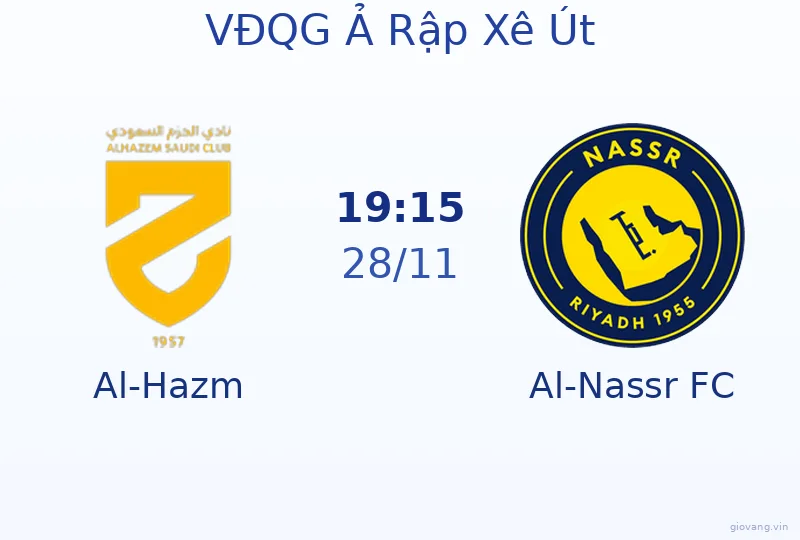 VĐQG Ả Rập Xê Út
نادي الحزم السعودي
ALHAZEM SAUDI CLUB
1957
19:15
28/11
NASSR
RIYADH 1955
Al-Hazm
Al-Nassr FC
giovang.vin